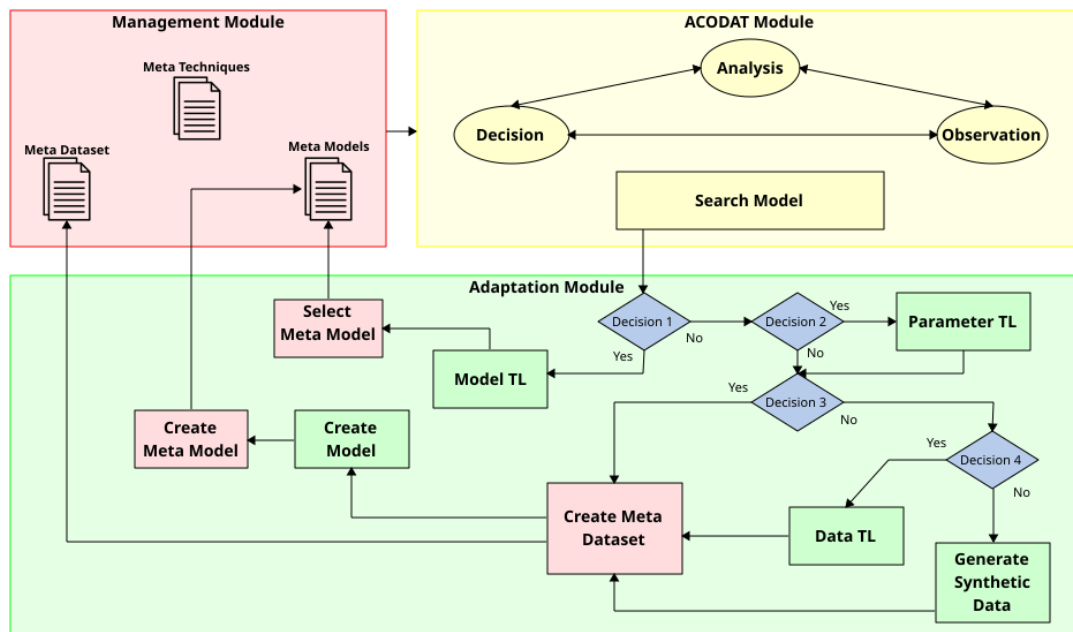 Management Module
ACODAT Module
Meta Techniques
Analysis
Meta Dataset
Meta Models
Decision
Observation
Search Model
Adaptation Module
Select
Meta Model
Decision 1
Decision 2
Yes
Parameter TL
No
Yes
No
Model TL
Yes
Decision 3
No
Create
Meta Model
Create
Model
Yes
Decision 4
No
Create Meta
Dataset
Data TL
Generate
Synthetic
Data